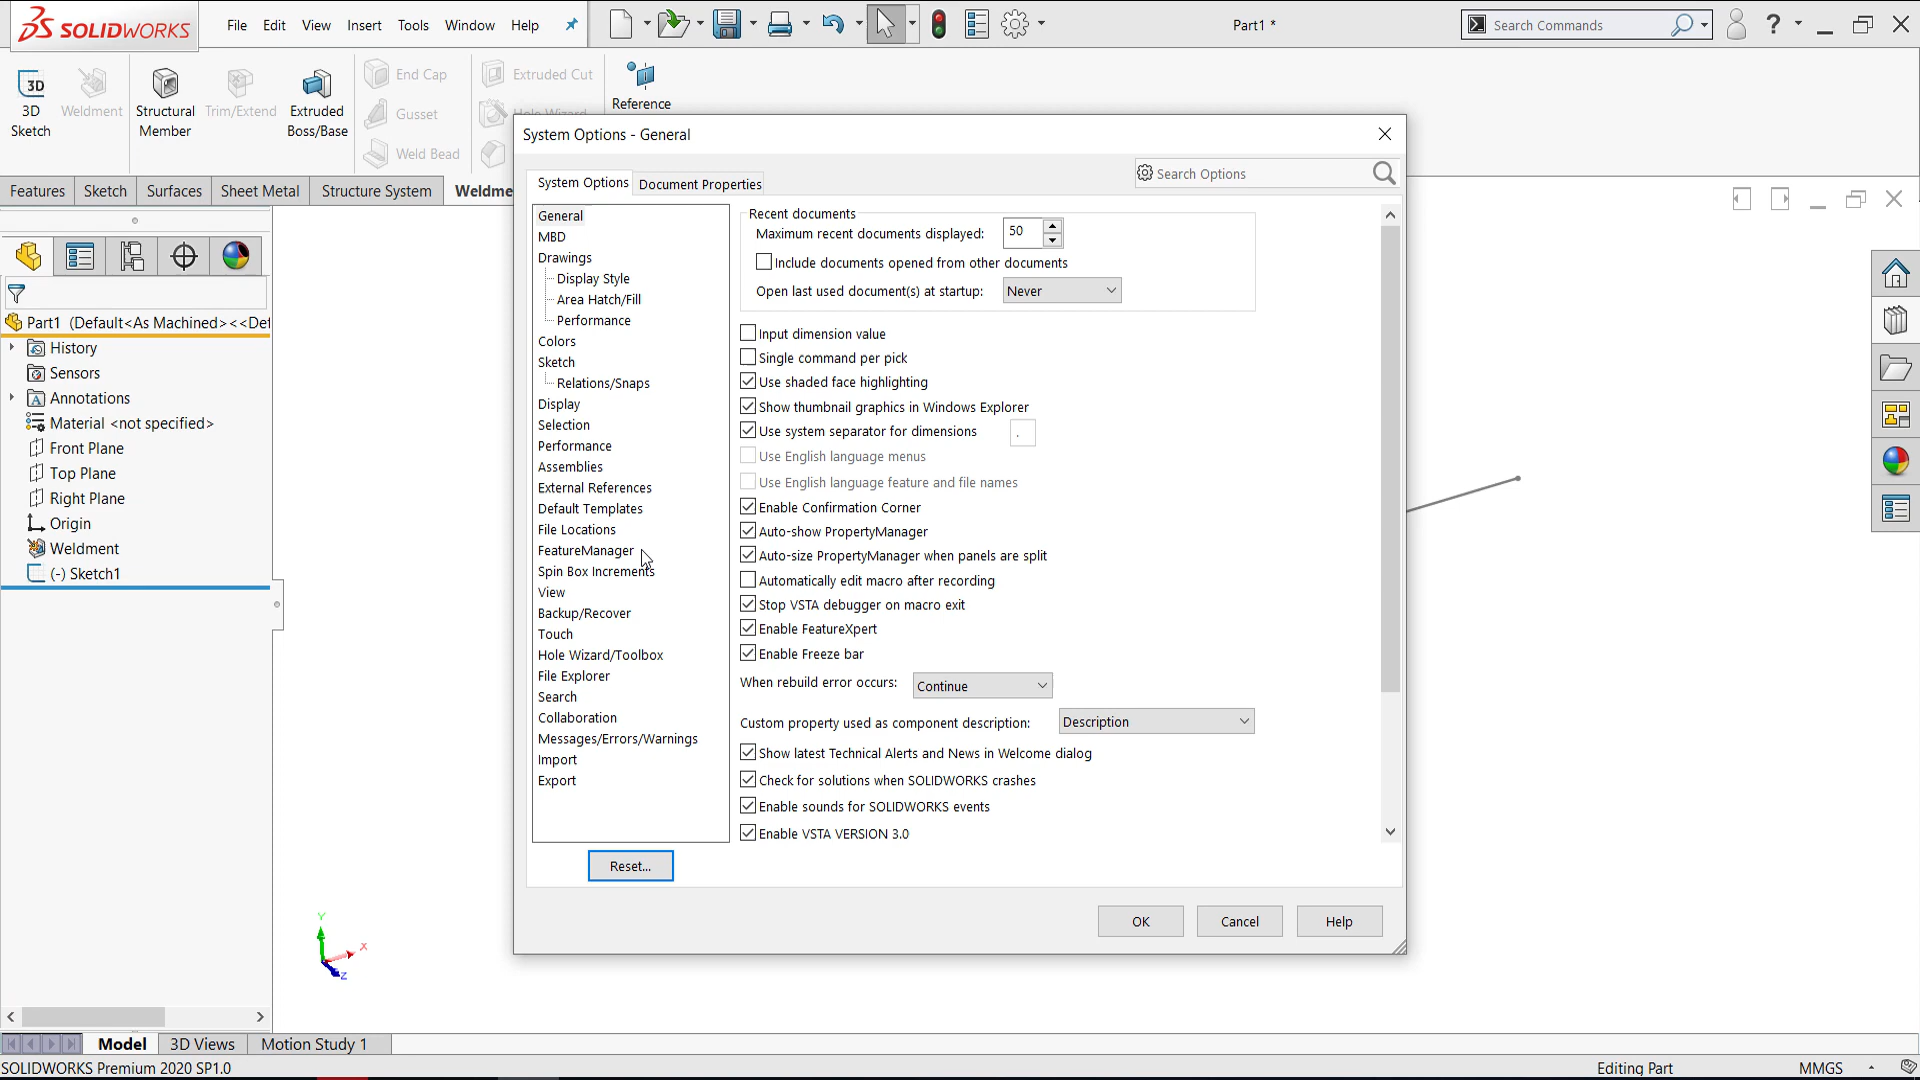 SOLIDWORKS
File Edit View Insert Tools Window Help
Part1 *
Search Commands
?
3D Sketch
Weldment
Structural Member
Trim/Extend
Extruded Boss/Base
End Cap
Gusset
Weld Bead
Extruded Cut
Hole Wizard
Reference
Features Sketch Surfaces Sheet Metal Structure System Weldme
Part1 (Default<As Machined><<Def
History
Sensors
Annotations
Material <not specified>
Front Plane
Top Plane
Right Plane
Origin
Weldment
(-) Sketch1
System Options - General
System Options Document Properties
Search Options
General
MBD
Drawings
Display Style
Area Hatch/Fill
Performance
Colors
Sketch
Relations/Snaps
Display
Selection
Performance
Assemblies
External References
Default Templates
File Locations
FeatureManager
Spin Box Increments
View
Backup/Recover
Touch
Hole Wizard/Toolbox
File Explorer
Search
Collaboration
Messages/Errors/Warnings
Import
Export
Reset...
Recent documents
Maximum recent documents displayed: 50
Include documents opened from other documents
Open last used document(s) at startup: Never
Input dimension value
Single command per pick
Use shaded face highlighting
Show thumbnail graphics in Windows Explorer
Use system separator for dimensions .
Use English language menus
Use English language feature and file names
Enable Confirmation Corner
Auto-show PropertyManager
Auto-size PropertyManager when panels are split
Automatically edit macro after recording
Stop VSTA debugger on macro exit
Enable FeatureXpert
Enable Freeze bar
When rebuild error occurs: Continue
Custom property used as component description: Description
Show latest Technical Alerts and News in Welcome dialog
Check for solutions when SOLIDWORKS crashes
Enable sounds for SOLIDWORKS events
Enable VSTA VERSION 3.0
OK Cancel Help
Y
X
Z
Model 3D Views Motion Study 1
SOLIDWORKS Premium 2020 SP1.0
Editing Part
MMGS